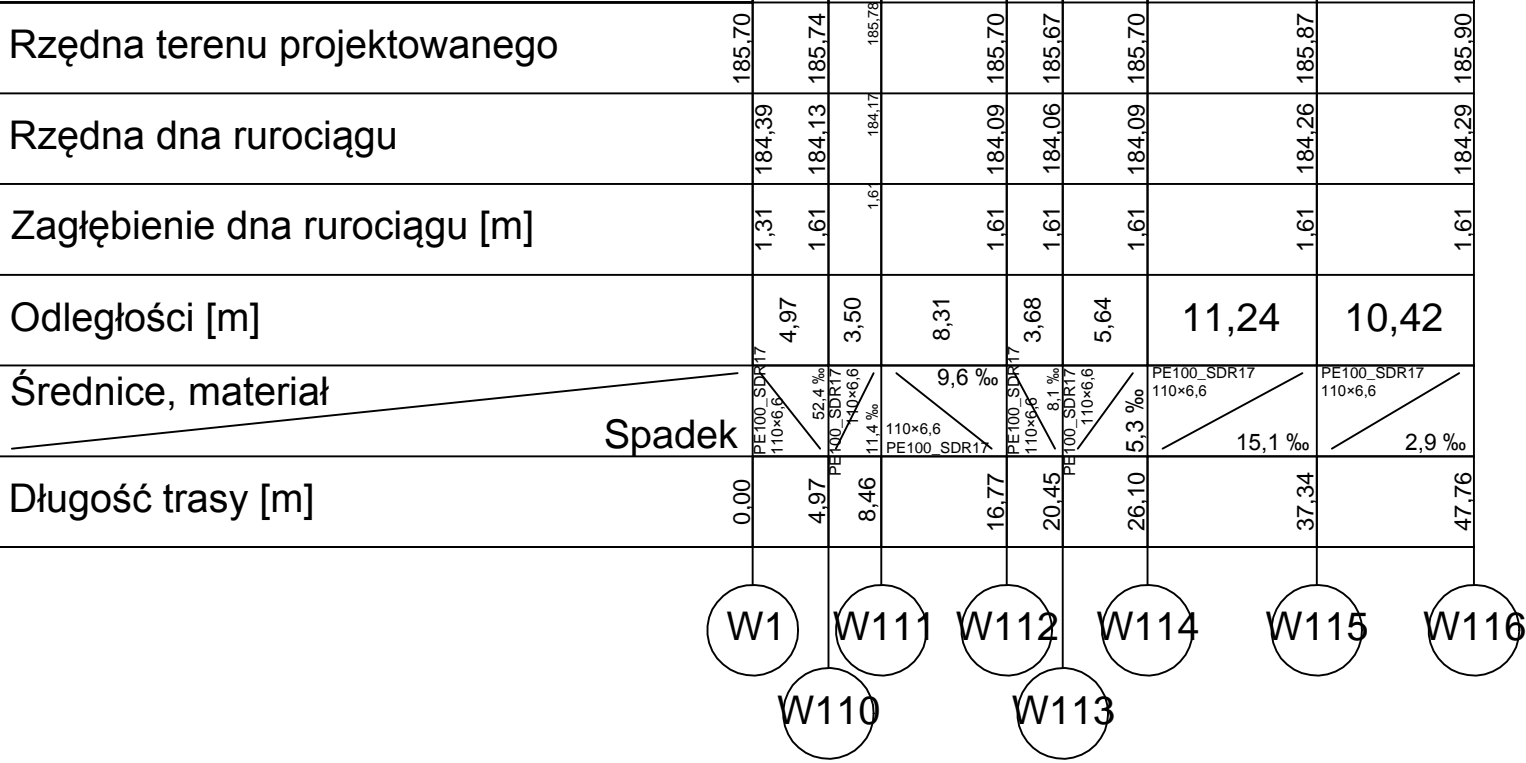 Rzędna terenu projektowanego 185,70 185,74 185,78 185,70 185,67 185,70 185,87 185,90
Rzędna dna rurociągu 184,39 184,13 184,17 184,09 184,06 184,09 184,26 184,29
Zagłębienie dna rurociągu [m] 1,31 1,61 1,61 1,61 1,61 1,61 1,61 1,61
Odległości [m] 4,97 3,50 8,31 3,68 5,64 11,24 10,42
Średnice, materiał
Spadek
PE100_SDR17
110×6,6
52,4 ‰
PE100_SDR17
110×6,6
11,4 ‰
9,6 ‰
110×6,6
PE100_SDR17
PE100_SDR17
110×6,6
8,1 ‰
PE100_SDR17
110×6,6
5,3 ‰
PE100_SDR17
110×6,6
15,1 ‰
PE100_SDR17
110×6,6
2,9 ‰
Długość trasy [m] 0,00 4,97 8,46 16,77 20,45 26,10 37,34 47,76
W1 W111 W112 W114 W115 W116
W110 W113